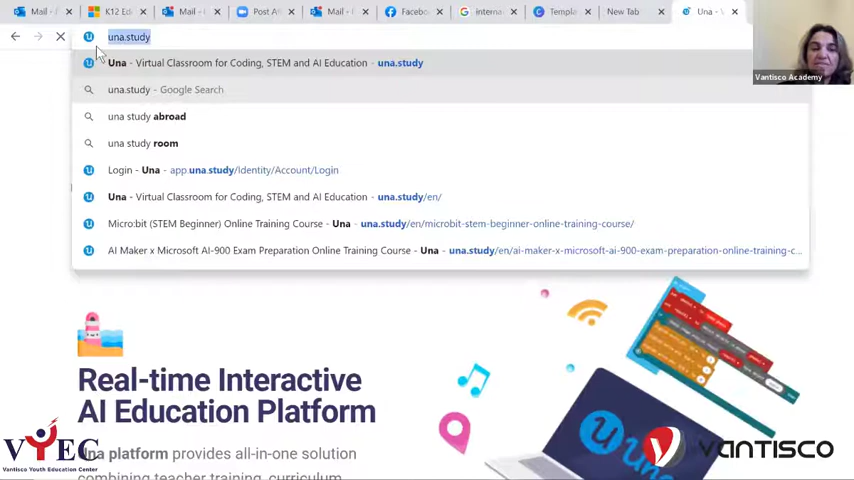 Mail -
K12 Ed
Mail -
Post At
Mail -
Faceboo
interna
Templa
New Tab
Una - V
una.study
Una - Virtual Classroom for Coding, STEM and AI Education - una.study
una.study - Google Search
una study abroad
una study room
Login - Una - app.una.study/Identity/Account/Login
Una - Virtual Classroom for Coding, STEM and AI Education - una.study/en/
Micro:bit (STEM Beginner) Online Training Course - Una - una.study/en/microbit-stem-beginner-online-training-course/
AI Maker x Microsoft AI-900 Exam Preparation Online Training Course - Una - una.study/en/ai-maker-x-microsoft-ai-900-exam-preparation-online-training-c...
Vantisco Academy
Real-time Interactive
AI Education Platform
Una platform provides all-in-one solution
combining teacher training, curriculum
Una
VYEC
Vantisco Youth Education Center
VANTISCO